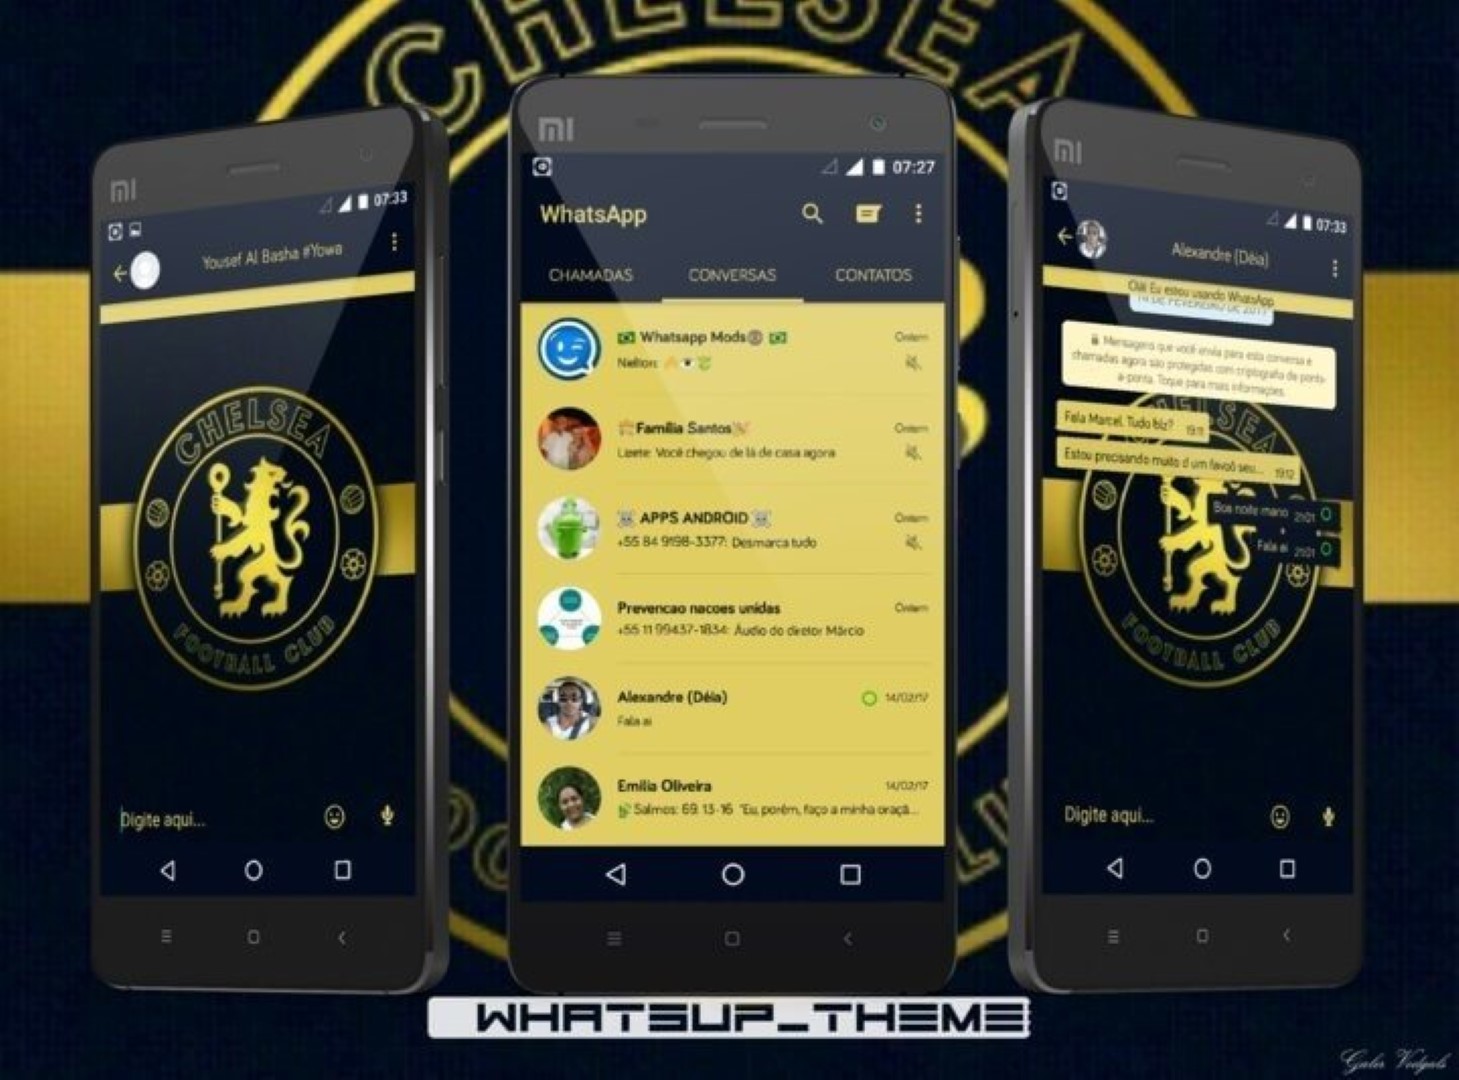 CHELSEA
mi
07:33
Yousef Al Basha #Yowa
CHELSEA
FOOTBALL CLUB
Digite aqui...
mi
07:27
WhatsApp
CHAMADAS CONVERSAS CONTATOS
Whatsapp Mods Ontem
Neilton:
Família Santos Ontem
Lizete: Você chegou de lá de casa agora
APPS ANDROID Ontem
+55 84 9198-3377: Desmarca tudo
Prevencao nacoes unidas Ontem
+55 11 99437-1834: Áudio do diretor Márcio
Alexandre (Déia) 14/02/17
Fala ai
Emília Oliveira 14/02/17
Salmos: 69. 13-16 "Eu, porém, faço a minha oraçã...
mi
07:33
Alexandre (Déia)
Olá! Eu estou usando WhatsApp
14 DE FEVEREIRO DE 2017
Mensagens que você envia para esta conversa e
chamadas agora são protegidas com criptografia de ponta-
a-ponta. Toque para mais informações.
Fala Marcel. Tudo biz? 19:11
Estou precisando muito d um favoô seu... 19:12
Boa noite mano 21:01
Fala ai 21:01
FOOTBALL CLUB
Digite aqui...
WHATSUP_THEME